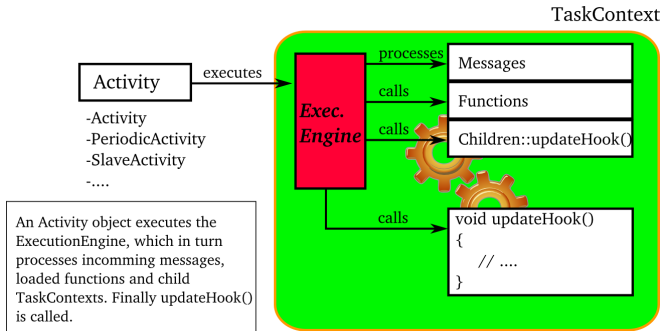 TaskContext
Activity
executes
-Activity
-PeriodicActivity
-SlaveActivity
-....
Exec.
Engine
processes
Messages
calls
Functions
calls
Children::updateHook()
calls
void updateHook()
{
// ....
}
An Activity object executes the
ExecutionEngine, which in turn
processes incomming messages,
loaded functions and child
TaskContexts. Finally updateHook()
is called.